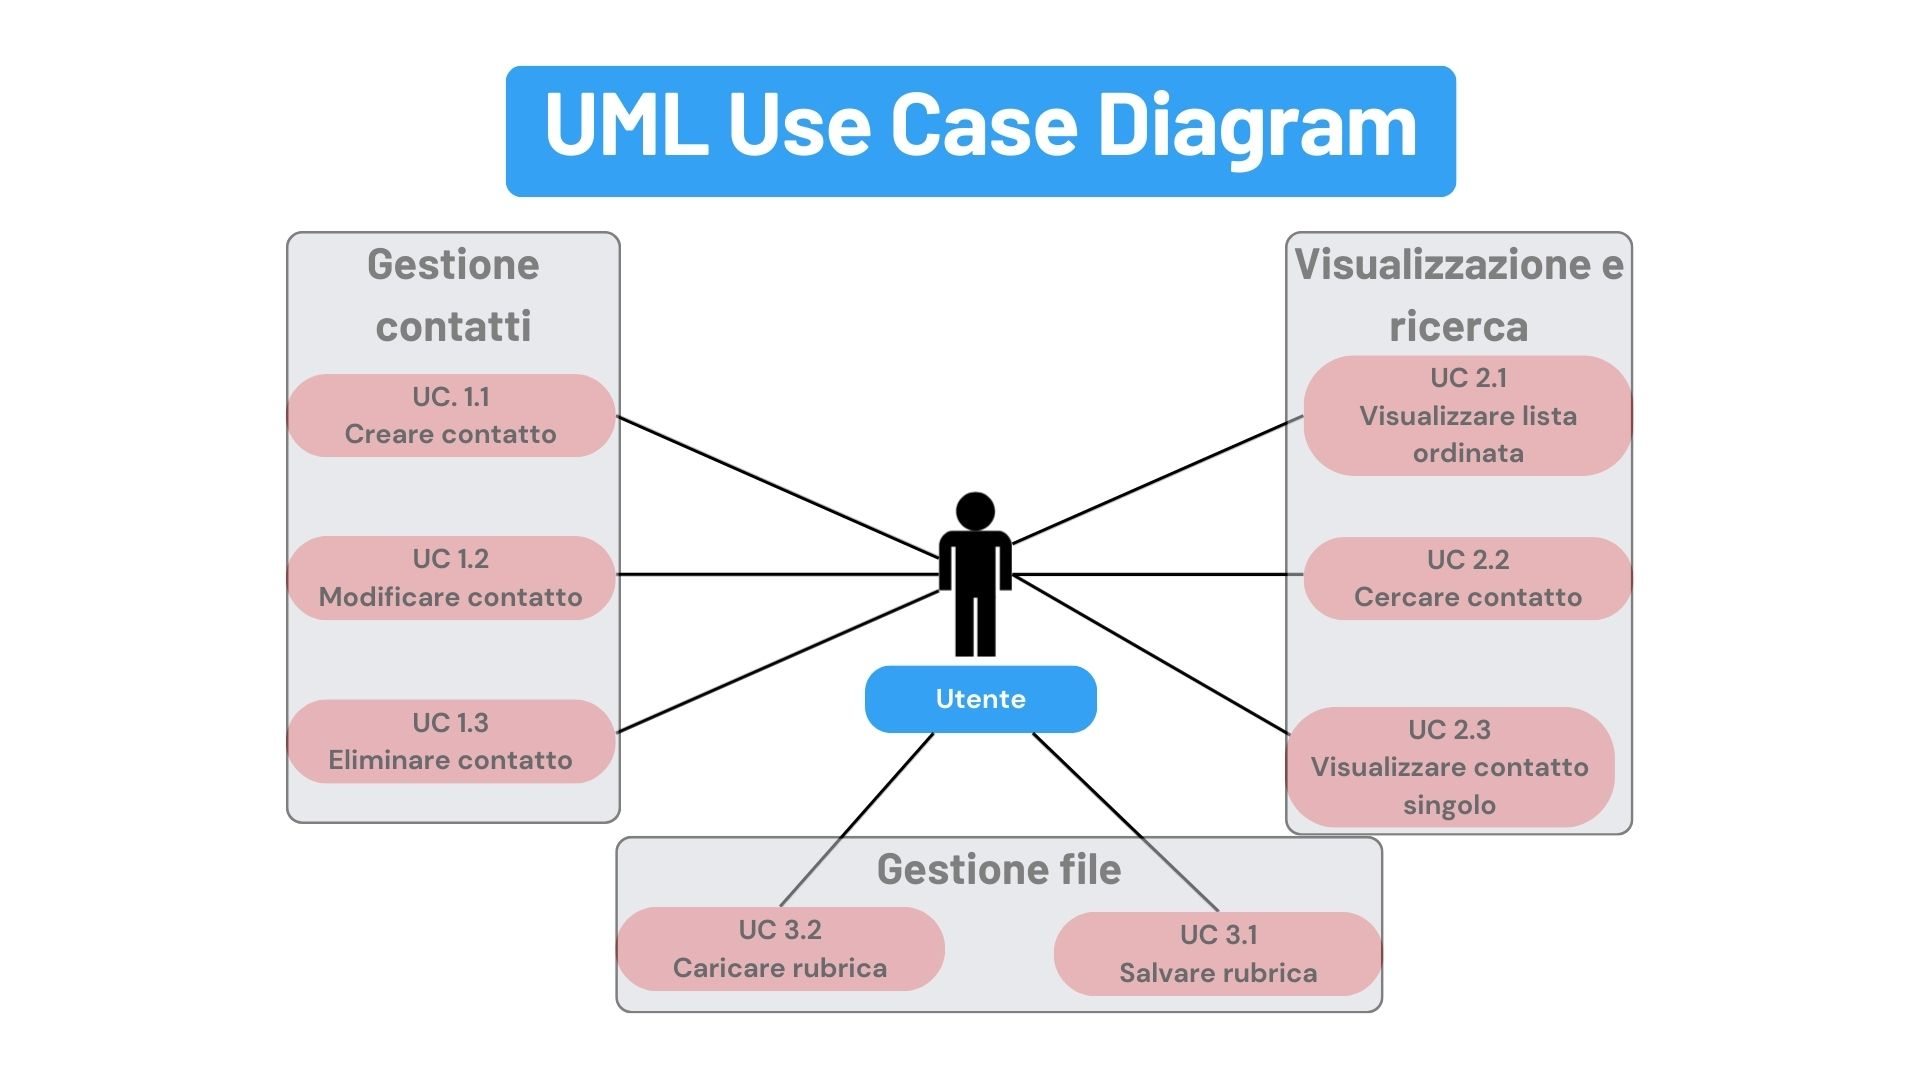 UML Use Case Diagram
Gestione
contatti
UC. 1.1
Creare contatto
UC 1.2
Modificare contatto
UC 1.3
Eliminare contatto
Visualizzazione e
ricerca
UC 2.1
Visualizzare lista
ordinata
UC 2.2
Cercare contatto
UC 2.3
Visualizzare contatto
singolo
Utente
Gestione file
UC 3.2
Caricare rubrica
UC 3.1
Salvare rubrica